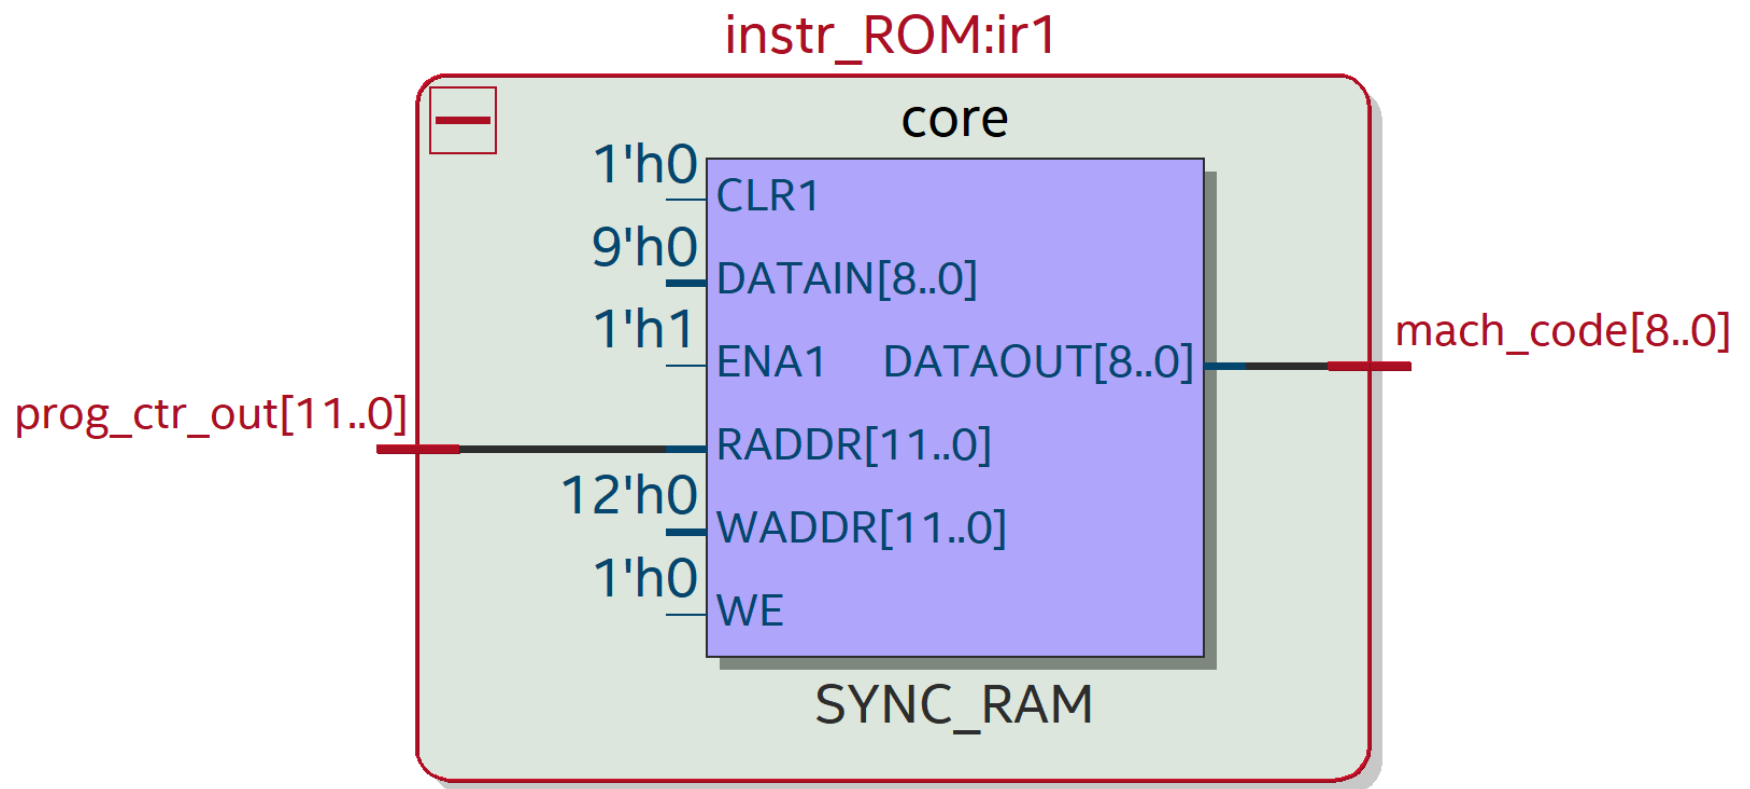 instr_ROM:ir1
core
1'h0
CLR1
9'h0
DATAIN[8..0]
1'h1
ENA1 DATAOUT[8..0]
mach_code[8..0]
prog_ctr_out[11..0]
RADDR[11..0]
12'h0
WADDR[11..0]
1'h0
WE
SYNC_RAM